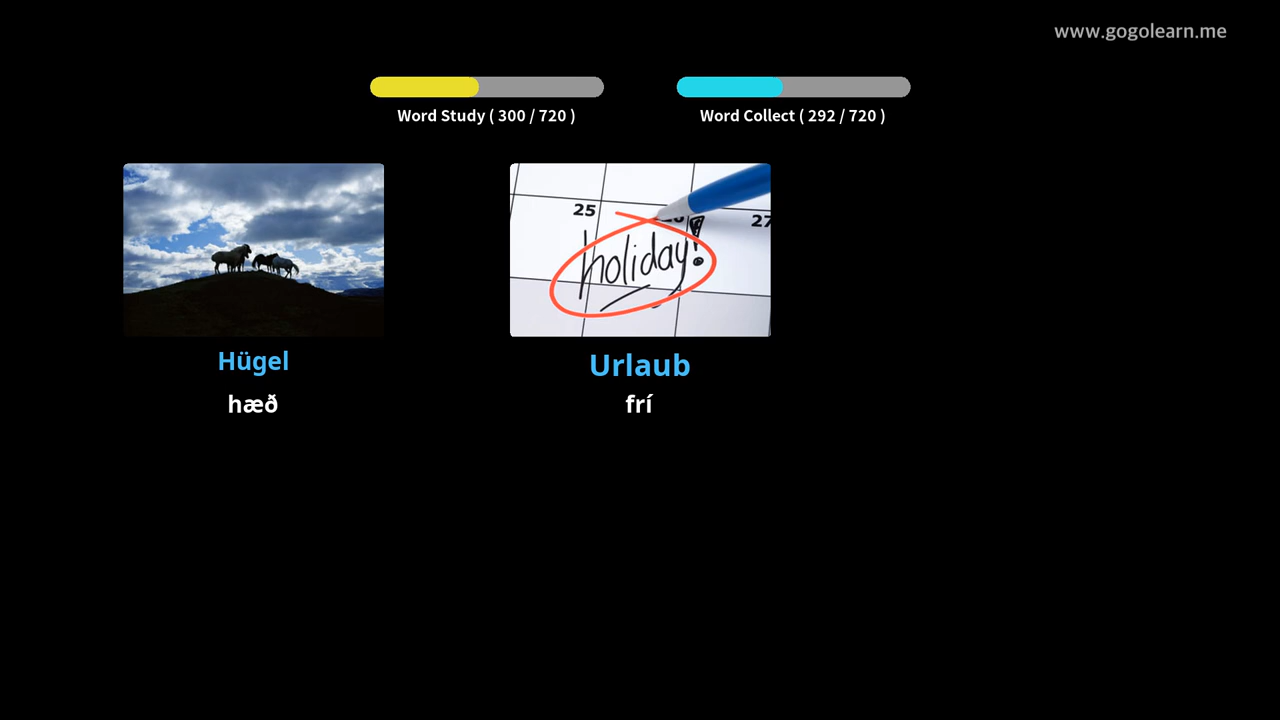 www.gogolearn.me
Word Study ( 300 / 720 )
Word Collect ( 292 / 720 )
25
27
holiday!
Hügel
Urlaub
hæð
frí